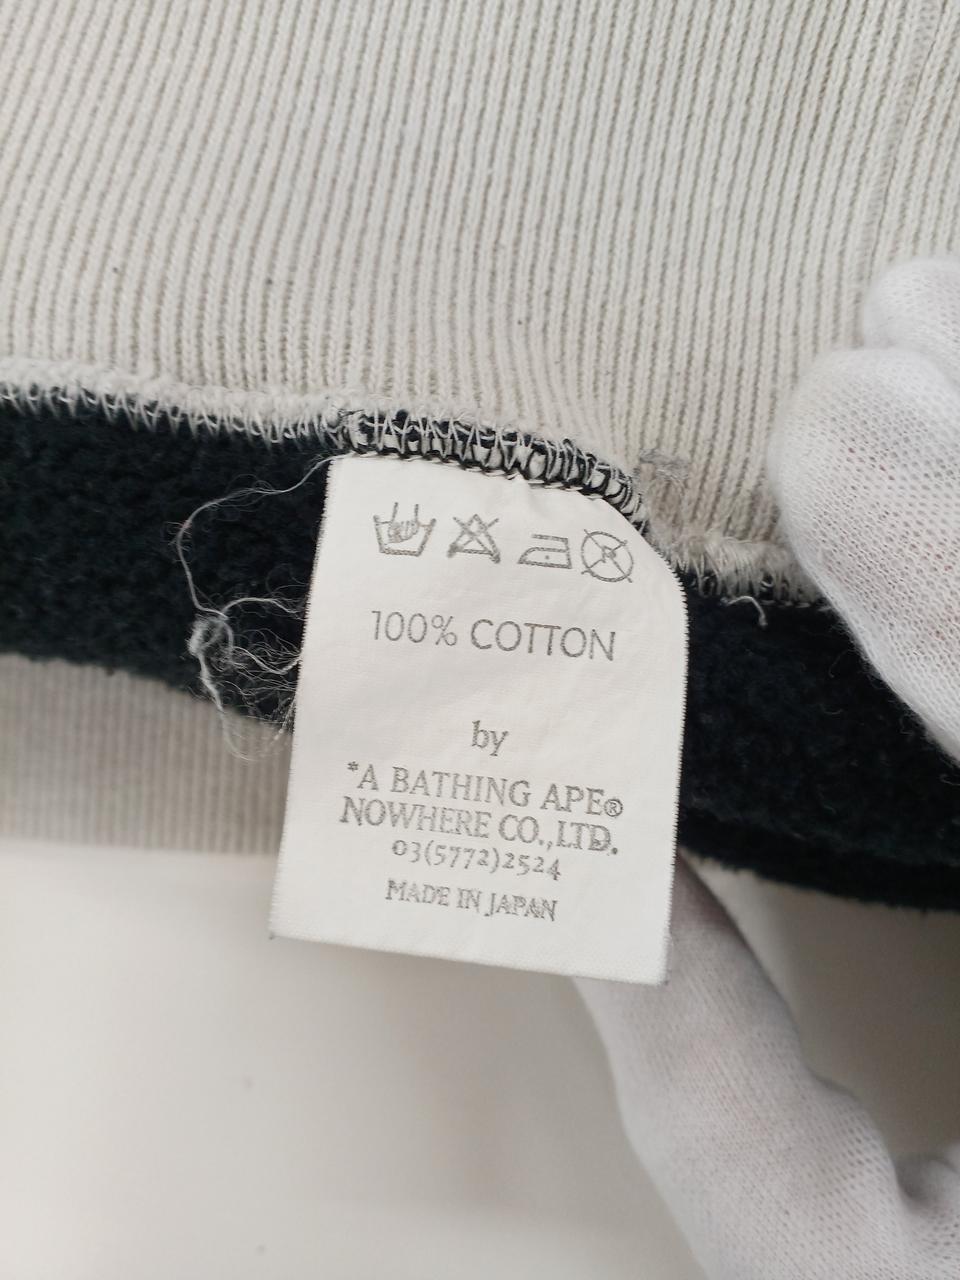 100% COTTON
by
*A BATHING APE®
NOWHERE CO.,LTD.
03(5772)2524
MADE IN JAPAN